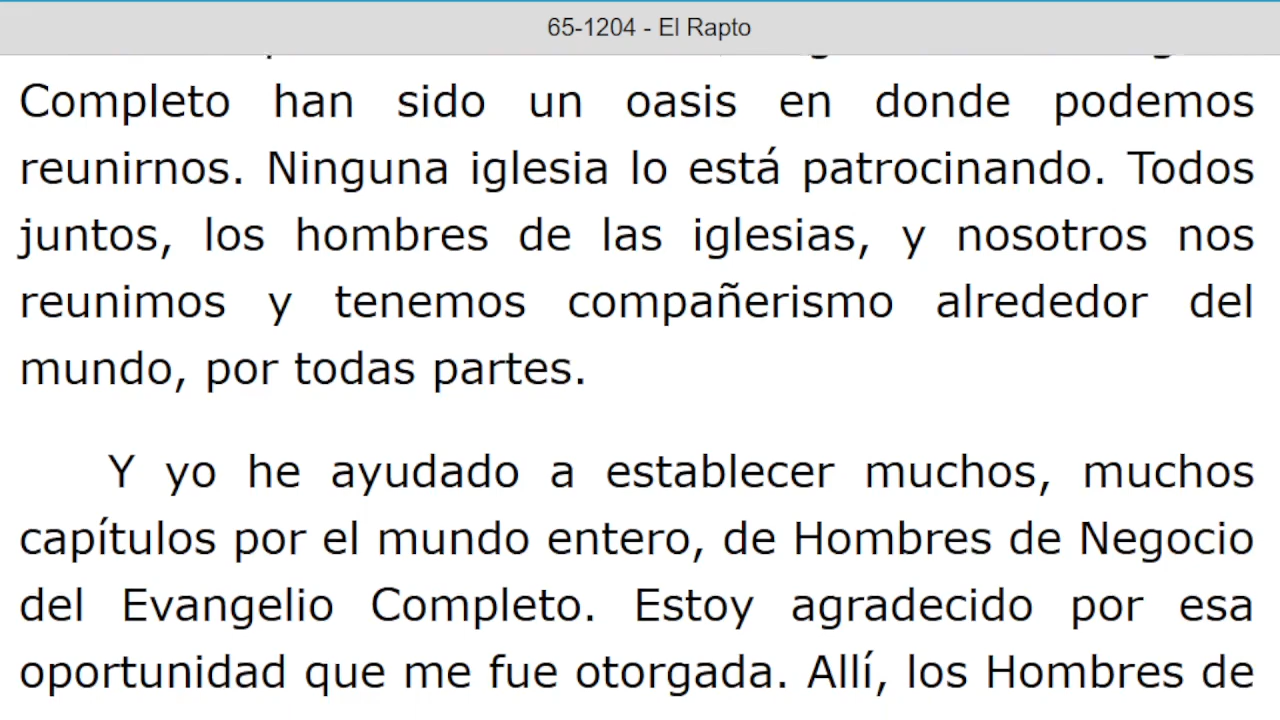 65-1204 - El Rapto
Completo han sido un oasis en donde podemos
reunirnos. Ninguna iglesia lo está patrocinando. Todos
juntos, los hombres de las iglesias, y nosotros nos
reunimos y tenemos compañerismo alrededor del
mundo, por todas partes.
Y yo he ayudado a establecer muchos, muchos
capítulos por el mundo entero, de Hombres de Negocio
del Evangelio Completo. Estoy agradecido por esa
oportunidad que me fue otorgada. Allí, los Hombres de